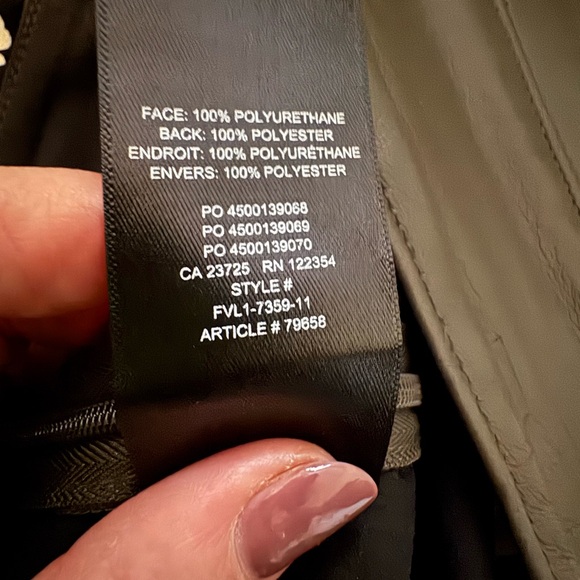 FACE: 100% POLYURETHANE
BACK: 100% POLYESTER
ENDROIT: 100% POLYURÉTHANE
ENVERS: 100% POLYESTER
PO 4500139068
PO 4500139069
PO 4500139070
CA 23725 RN 122354
STYLE #
FVL1-7359-11
ARTICLE # 79658